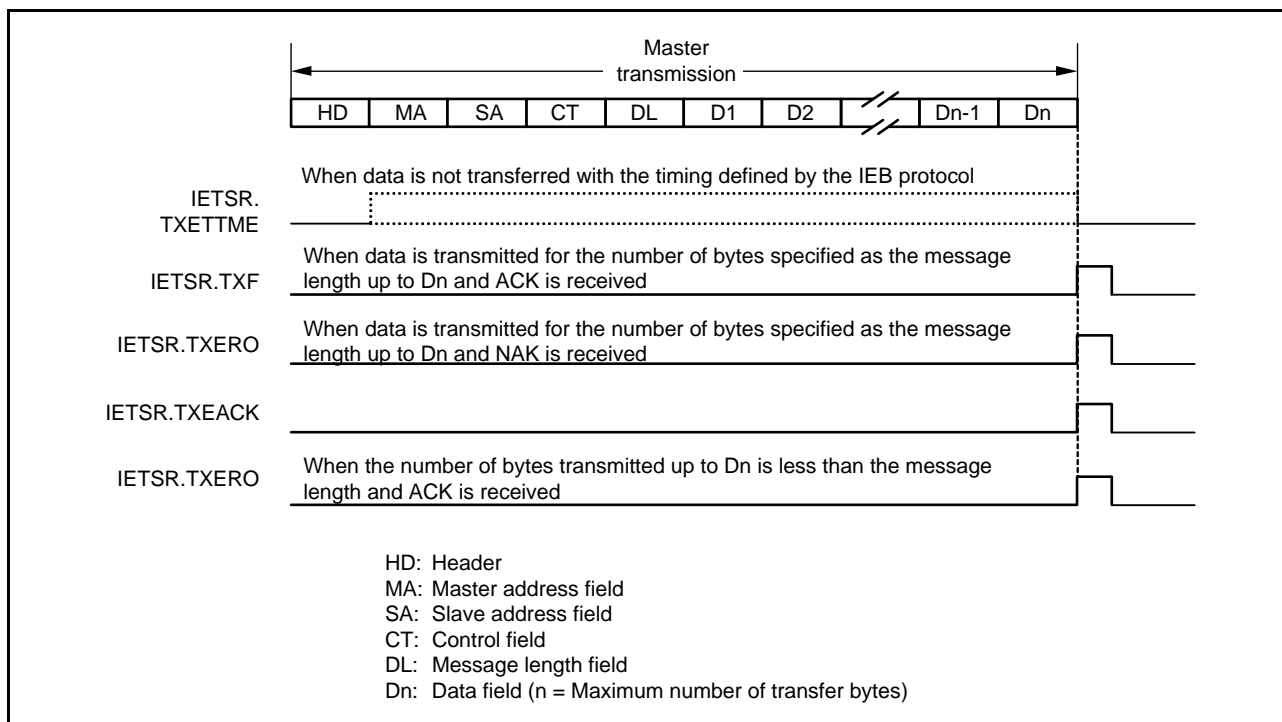 Master
transmission
HD MA SA CT DL D1 D2 Dn-1 Dn
When data is not transferred with the timing defined by the IEB protocol
IETSR.
TXETTME
When data is transmitted for the number of bytes specified as the message
length up to Dn and ACK is received
IETSR.TXF
When data is transmitted for the number of bytes specified as the message
length up to Dn and NAK is received
IETSR.TXERO
IETSR.TXEACK
When the number of bytes transmitted up to Dn is less than the message
length and ACK is received
IETSR.TXERO
HD: Header
MA: Master address field
SA: Slave address field
CT: Control field
DL: Message length field
Dn: Data field (n = Maximum number of transfer bytes)